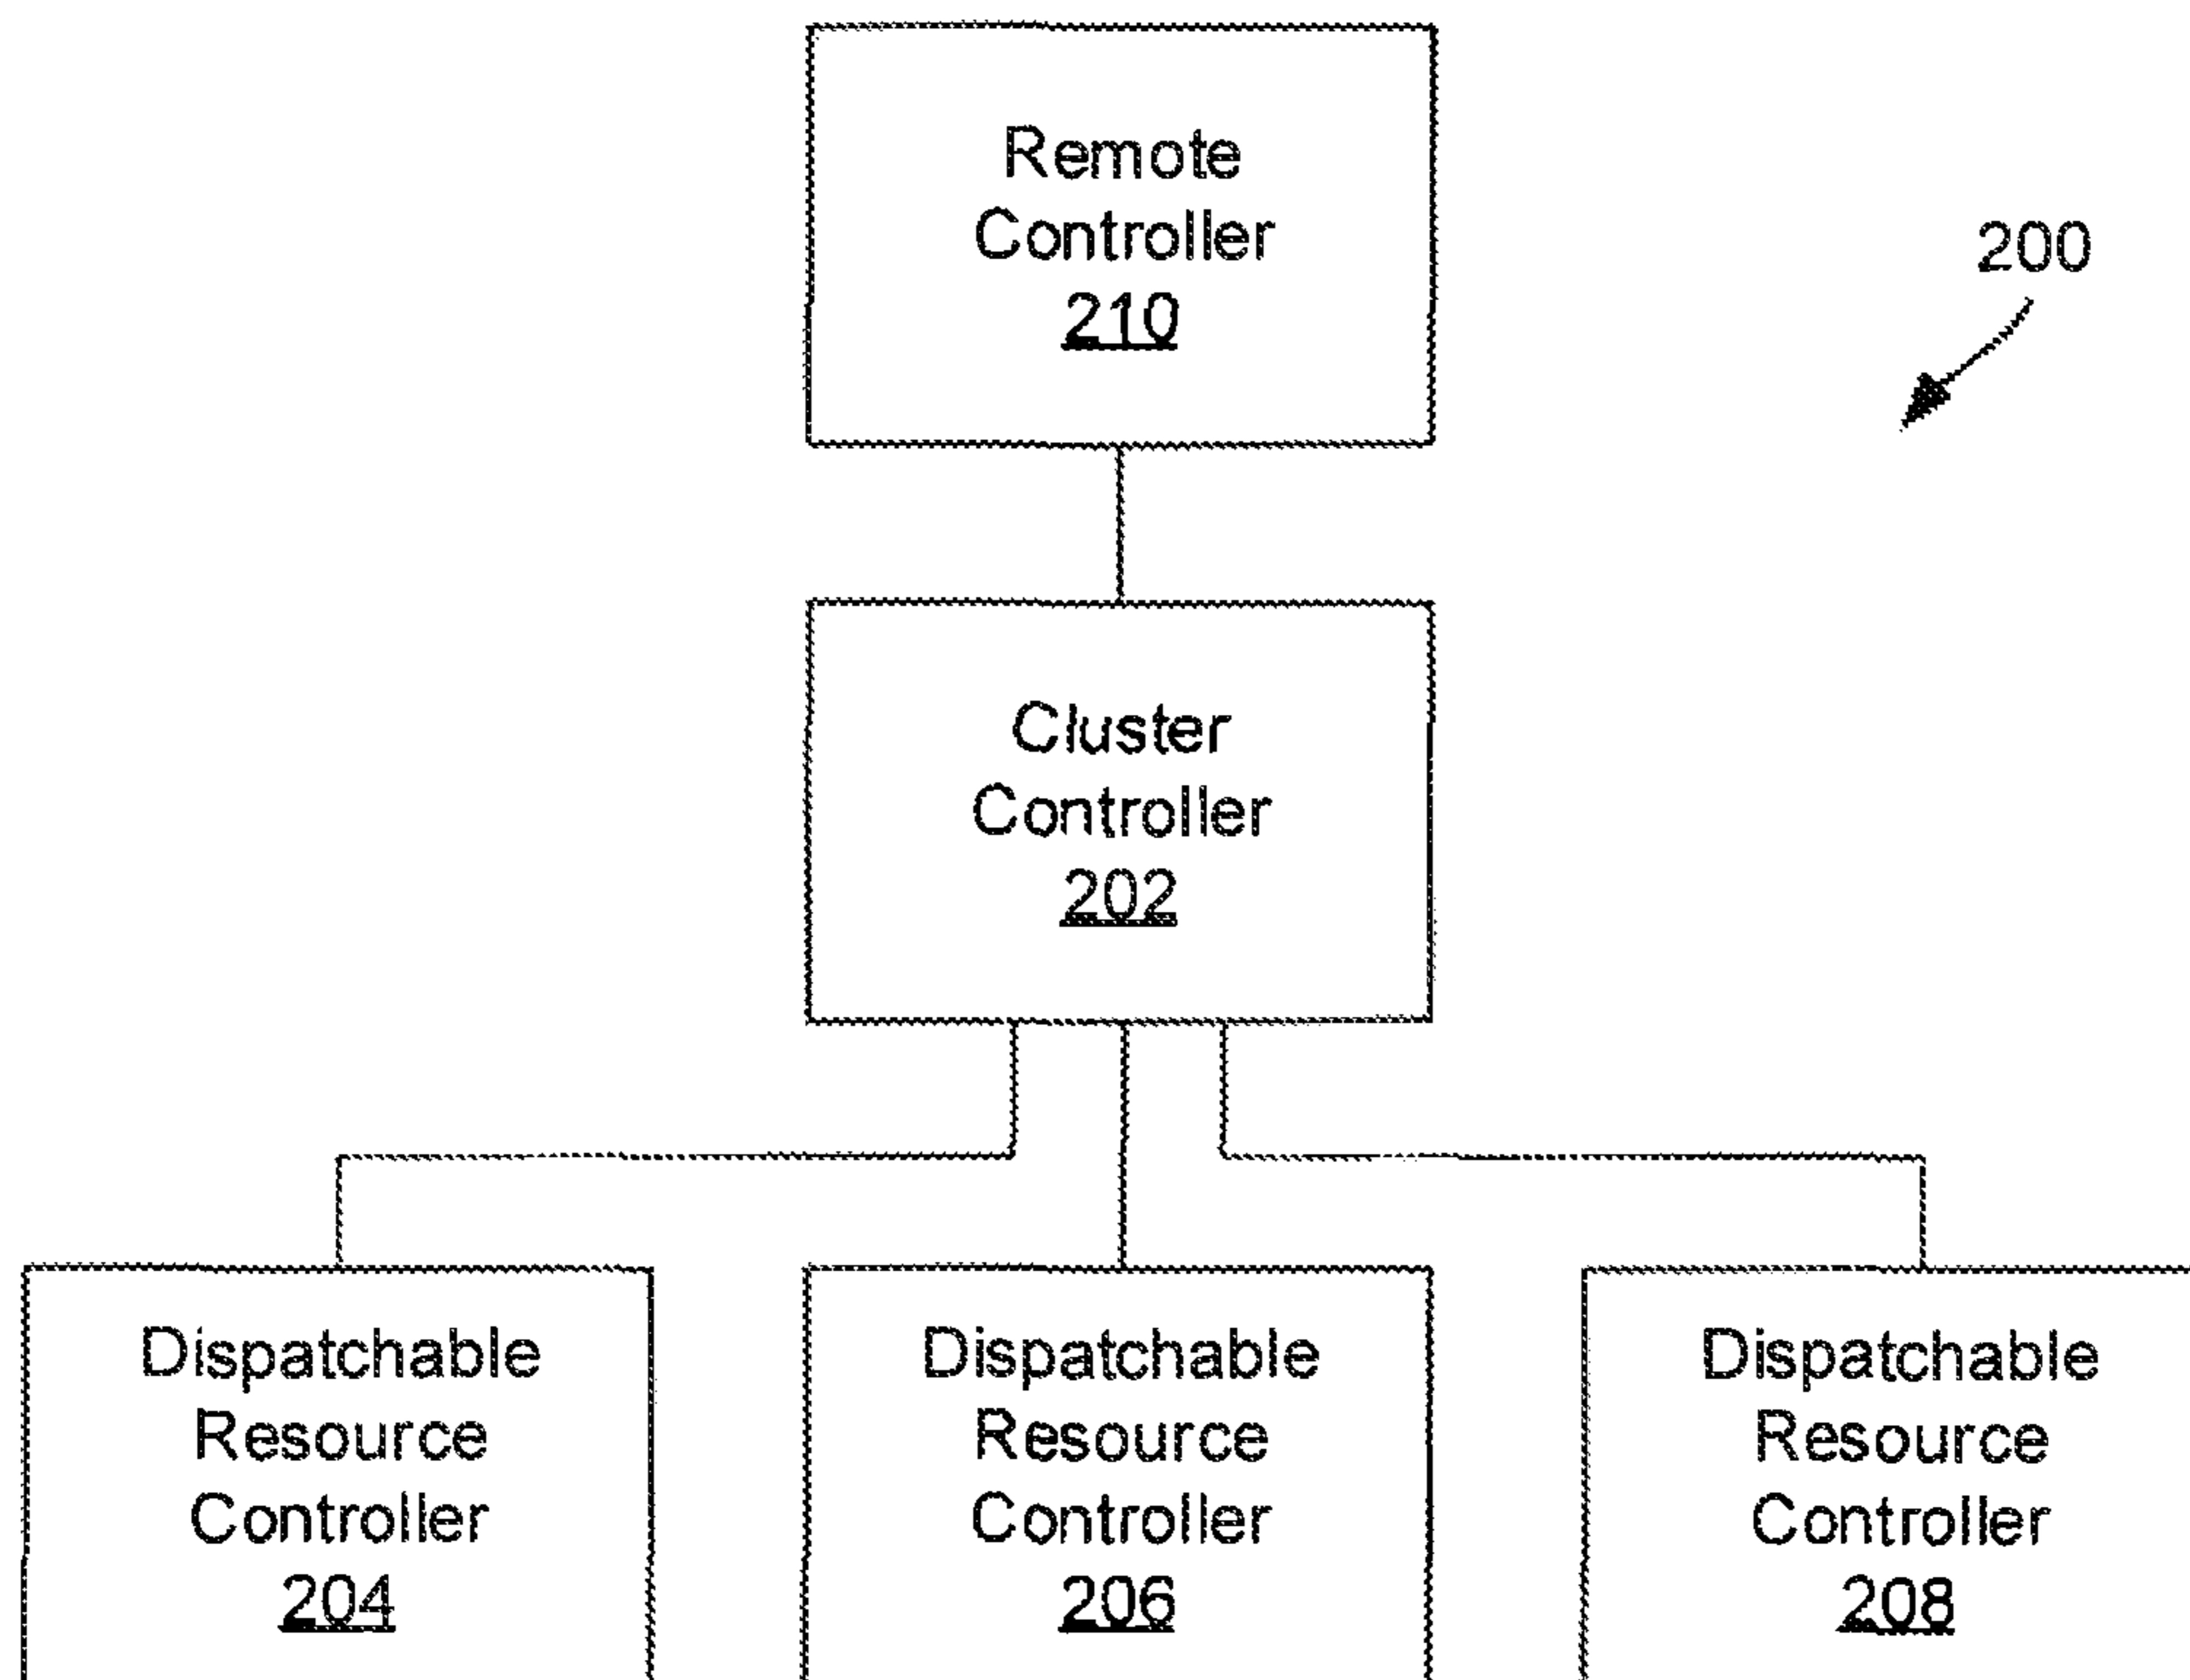 Remote
Controller
210
200
Cluster
Controller
202
Dispatchable
Resource
Controller
204
Dispatchable
Resource
Controller
206
Dispatchable
Resource
Controller
208